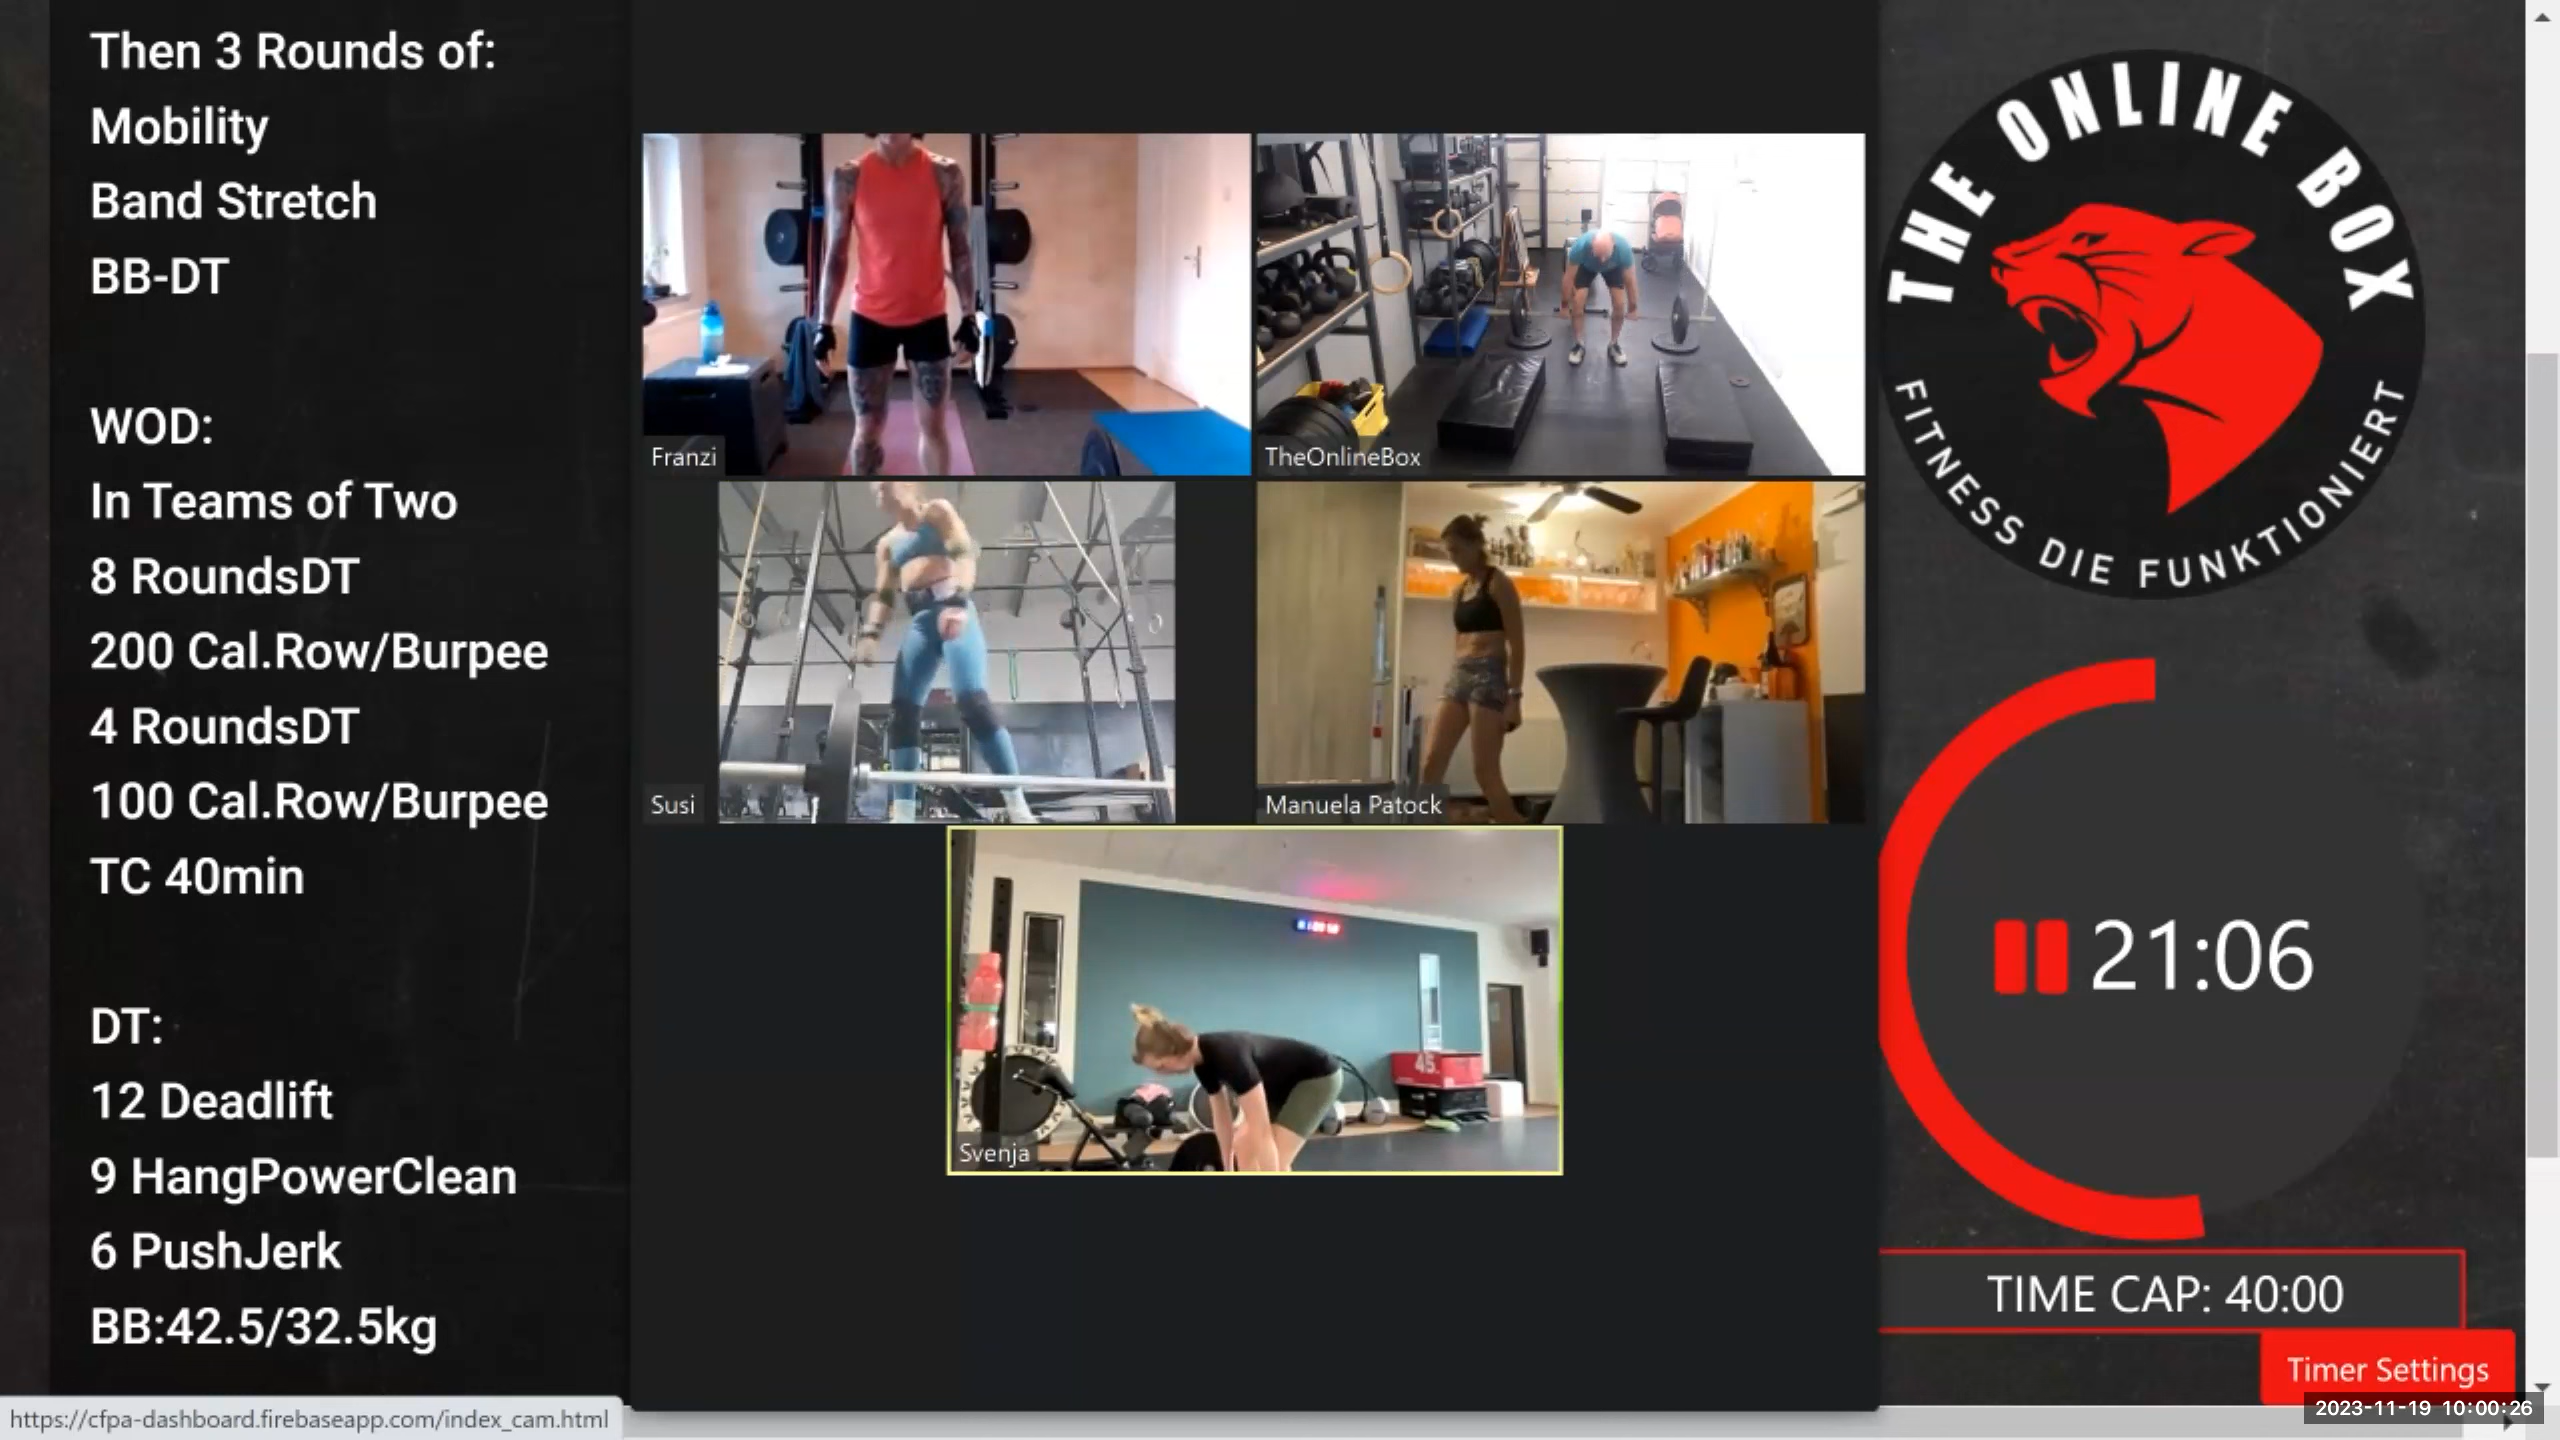 Then 3 Rounds of:
Mobility
Band Stretch
BB-DT
WOD:
In Teams of Two
8 RoundsDT
200 Cal.Row/Burpee
4 RoundsDT
100 Cal.Row/Burpee
TC 40min
DT:
12 Deadlift
9 HangPowerClean
6 PushJerk
BB:42.5/32.5kg
https://cfpa-dashboard.firebaseapp.com/index_cam.html
Franzi
TheOnlineBox
Susi
Manuela Patock
45
Svenja
THE ONLINE BOX
FITNESS DIE FUNKTIONIERT
21:06
TIME CAP: 40:00
Timer Settings
2023-11-19 10:00:26